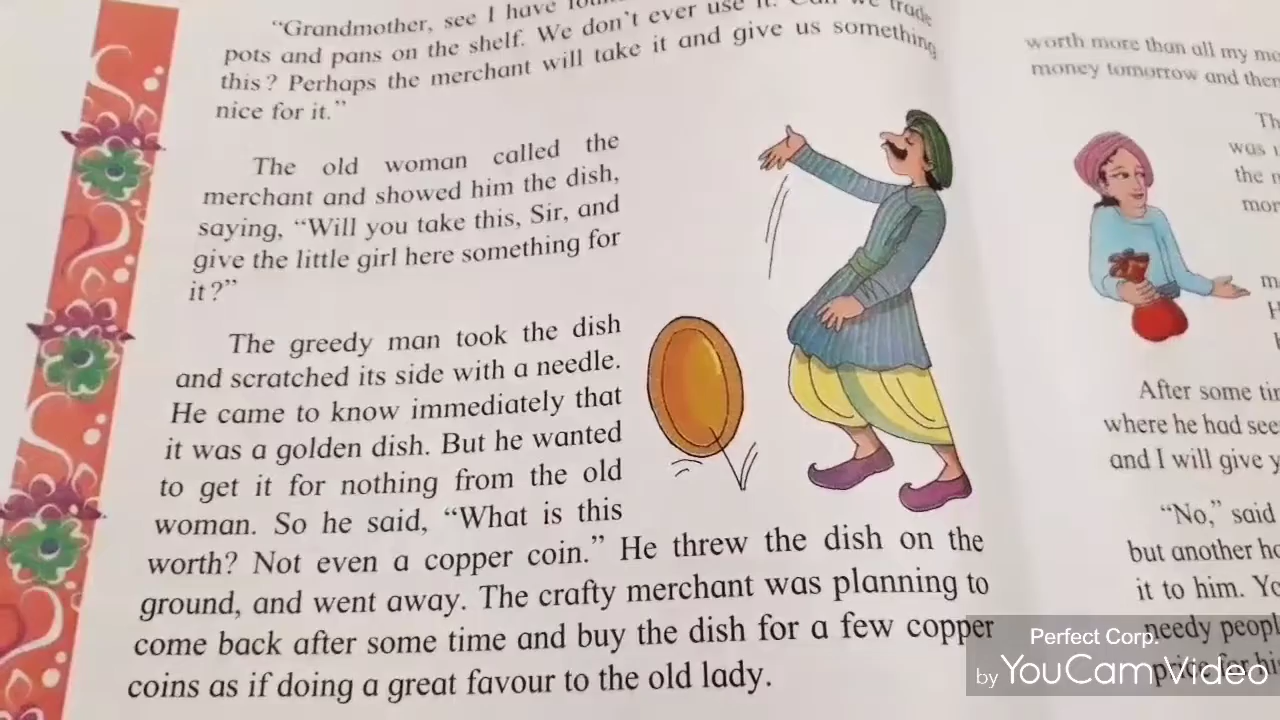 "Grandmother, see I have
pots and pans on the shelf. We don't ever use it. Can we trade
this? Perhaps the merchant will take it and give us something
nice for it."
The old woman called the
merchant and showed him the dish,
saying, "Will you take this, Sir, and
give the little girl here something for
it?"
The greedy man took the dish
and scratched its side with a needle.
He came to know immediately that
it was a golden dish. But he wanted
to get it for nothing from the old
woman. So he said, "What is this
worth? Not even a copper coin." He threw the dish on the
ground, and went away. The crafty merchant was planning to
come back after some time and buy the dish for a few copper
coins as if doing a great favour to the old lady.
worth more than all my
money tomorrow and then
was
the
After some
where he had see
and I will give
"No," said
but another
it to him.
needy
price for
Perfect Corp.
by YouCam Video